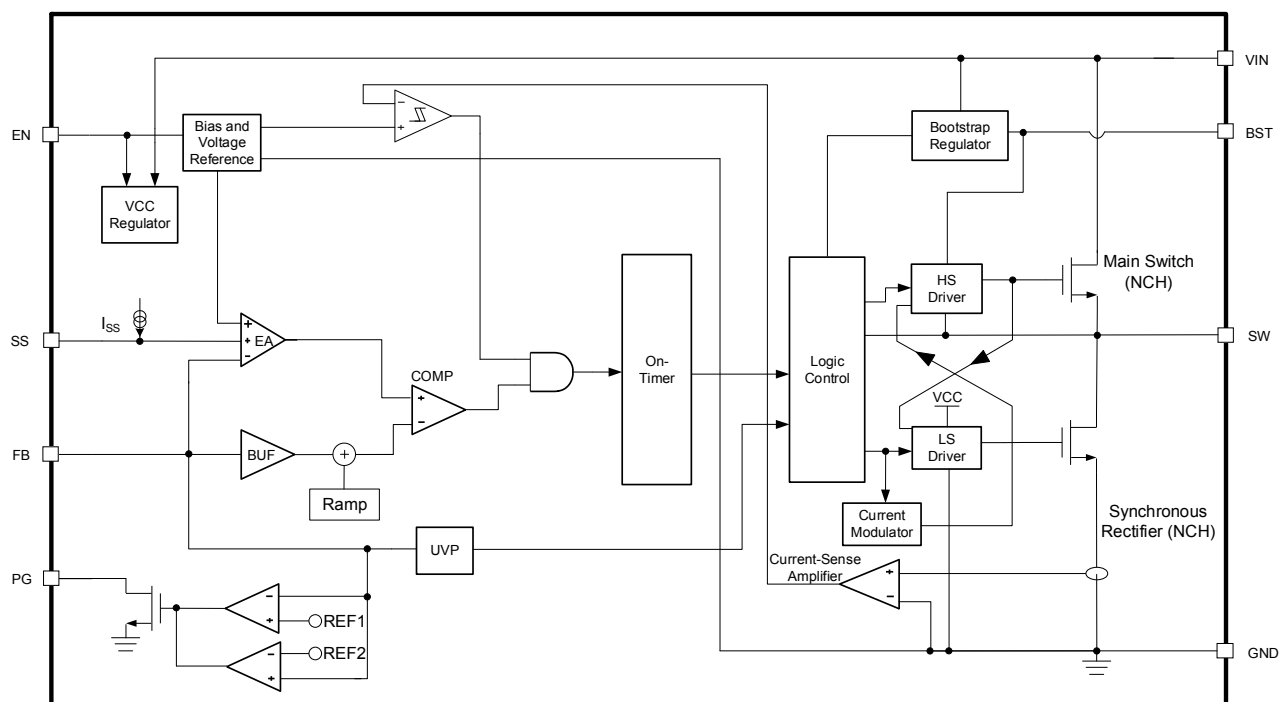 VIN
EN
Bias and
Voltage
Reference
-
+
Bootstrap
Regulator
BST
VCC
Regulator
HS
Driver
Main Switch
(NCH)
ISS
SS
+
+
-
EA
On-
Timer
Logic
Control
SW
COMP
+
-
VCC
FB
BUF
+
LS
Driver
Ramp
Current
Modulator
Synchronous
Rectifier (NCH)
UVP
PG
Current-Sense
Amplifier
+
-
-
+
REF1
REF2
-
+
GND